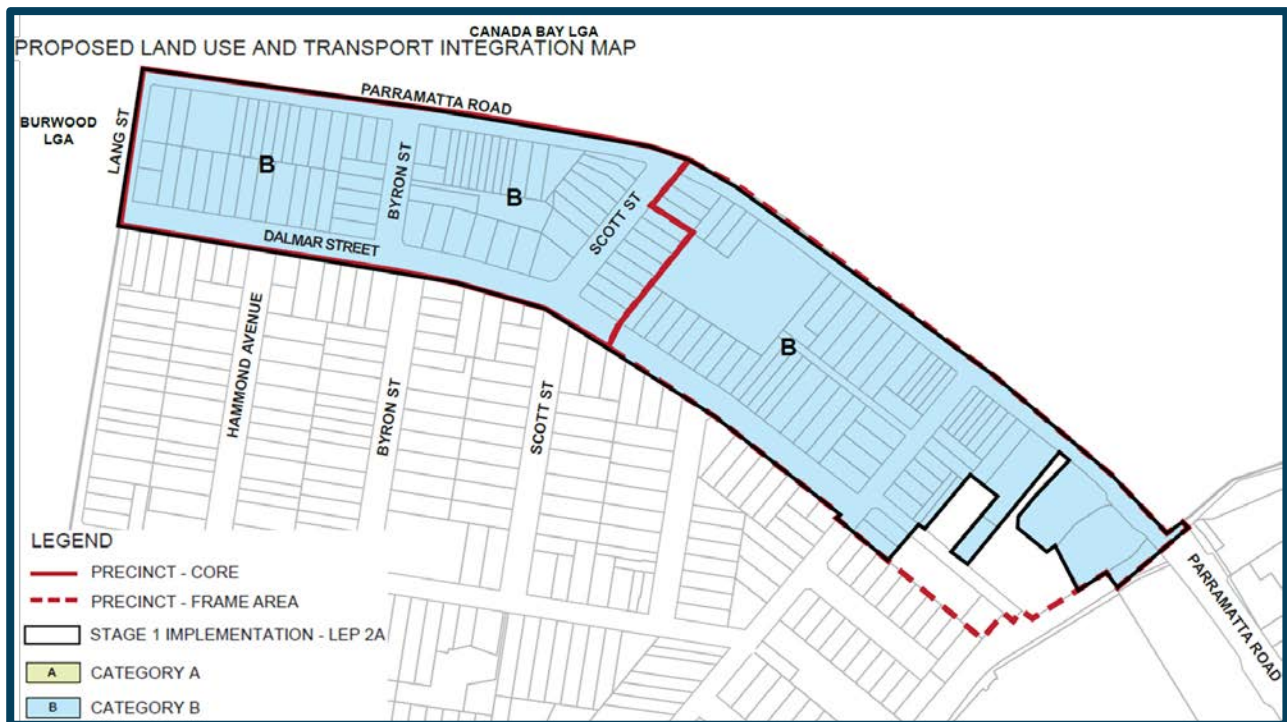 CANADA BAY LGA
PROPOSED LAND USE AND TRANSPORT INTEGRATION MAP
PARRAMATTA ROAD
BURWOOD
LGA
LANG ST
B
BYRON ST
B
SCOTT ST
DALMAR STREET
B
HAMMOND AVENUE
BYRON ST
SCOTT ST
PARRAMATTA ROAD
LEGEND
PRECINCT - CORE
PRECINCT - FRAME AREA
STAGE 1 IMPLEMENTATION - LEP 2A
A CATEGORY A
B CATEGORY B